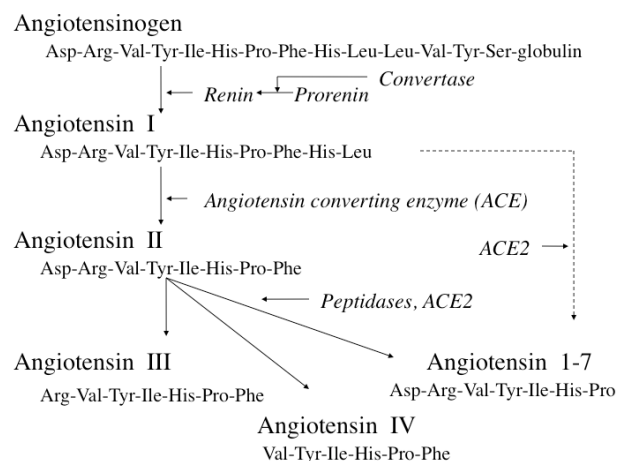 Angiotensinogen
Asp-Arg-Val-Tyr-Ile-His-Pro-Phe-His-Leu-Leu-Val-Tyr-Ser-globulin
Convertase
Renin
Prorenin
Angiotensin I
Asp-Arg-Val-Tyr-Ile-His-Pro-Phe-His-Leu
Angiotensin converting enzyme (ACE)
Angiotensin II
ACE2
Asp-Arg-Val-Tyr-Ile-His-Pro-Phe
Peptidases, ACE2
Angiotensin III
Angiotensin 1-7
Arg-Val-Tyr-Ile-His-Pro-Phe
Asp-Arg-Val-Tyr-Ile-His-Pro
Angiotensin IV
Val-Tyr-Ile-His-Pro-Phe